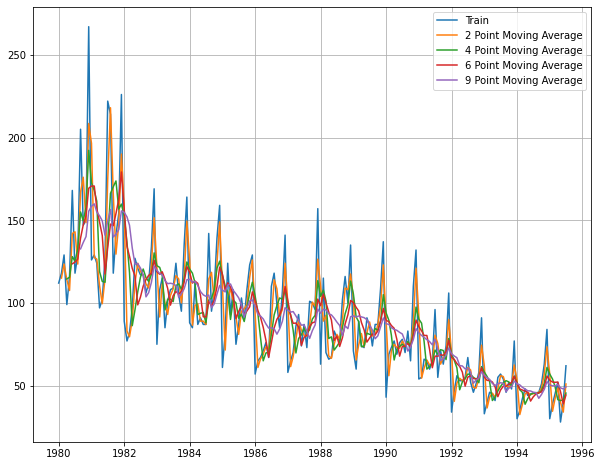 Train
2 Point Moving Average
4 Point Moving Average
6 Point Moving Average
9 Point Moving Average
250
200
150
100
50
1980 1982 1984 1986 1988 1990 1992 1994 1996